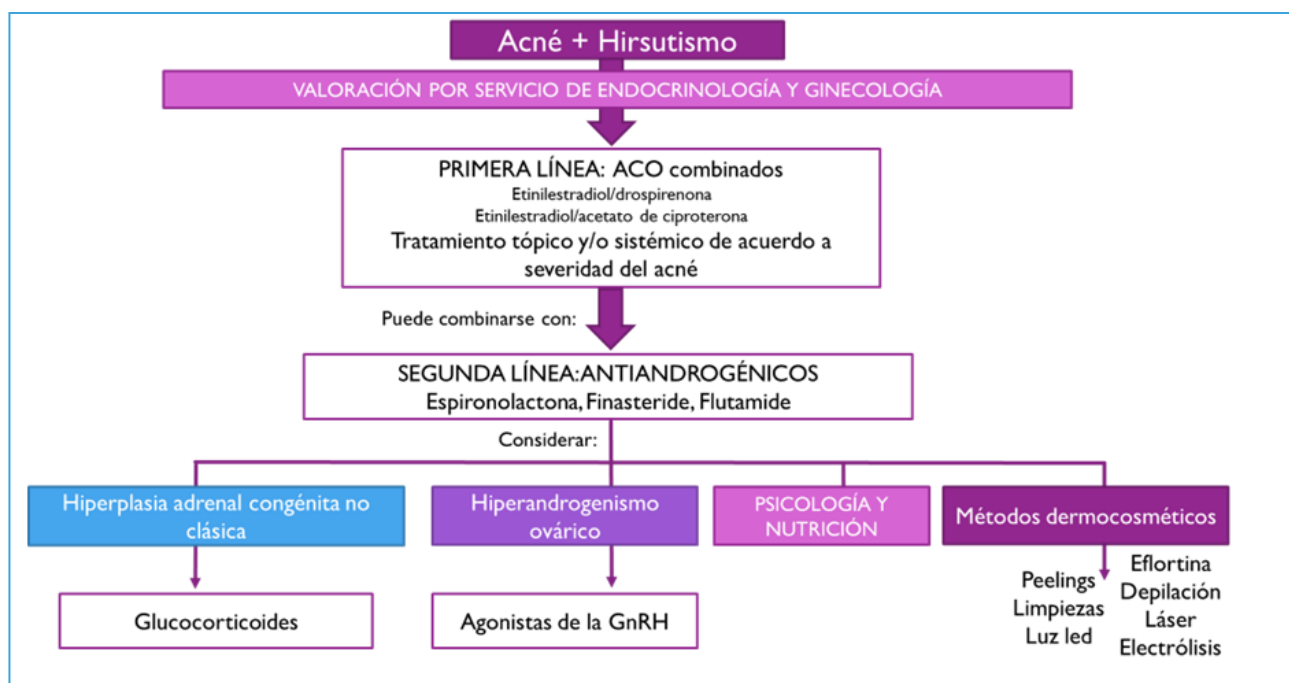 Acné + Hirsutismo
VALORACIÓN POR SERVICIO DE ENDOCRINOLOGÍA Y GINECOLOGÍA
PRIMERA LÍNEA: ACO combinados
Etinilestradiol/drospirenona
Etinilestradiol/acetato de ciproterona
Tratamiento tópico y/o sistémico de acuerdo a
severidad del acné
Puede combinarse con:
SEGUNDA LÍNEA:ANTIANDROGÉNICOS
Espironolactona, Finasteride, Flutamide
Considerar:
Hiperplasia adrenal congénita no
clásica
Glucocorticoides
Hiperandrogenismo
ovárico
Agonistas de la GnRH
PSICOLOGÍA Y
NUTRICIÓN
Métodos dermocosméticos
Peelings
Limpiezas
Luz led
Eflortina
Depilación
Láser
Electrólisis